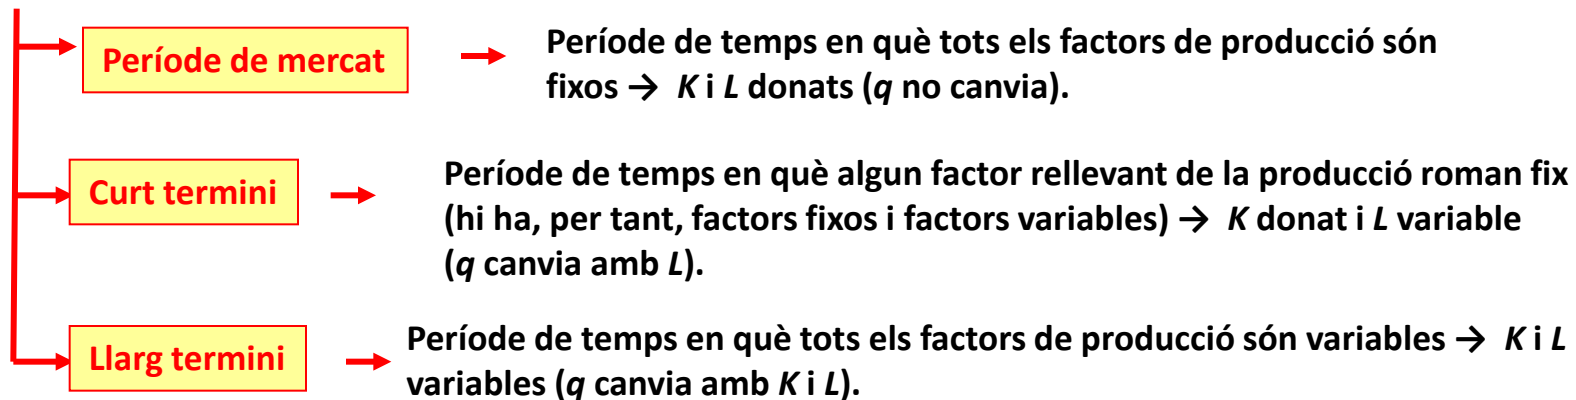 Període de mercat
Període de temps en què tots els factors de producció són
fixos → K i L donats (q no canvia).
Curt termini
Període de temps en què algun factor rellevant de la producció roman fix
(hi ha, per tant, factors fixos i factors variables) → K donat i L variable
(q canvia amb L).
Llarg termini
Període de temps en què tots els factors de producció són variables → K i L
variables (q canvia amb K i L).